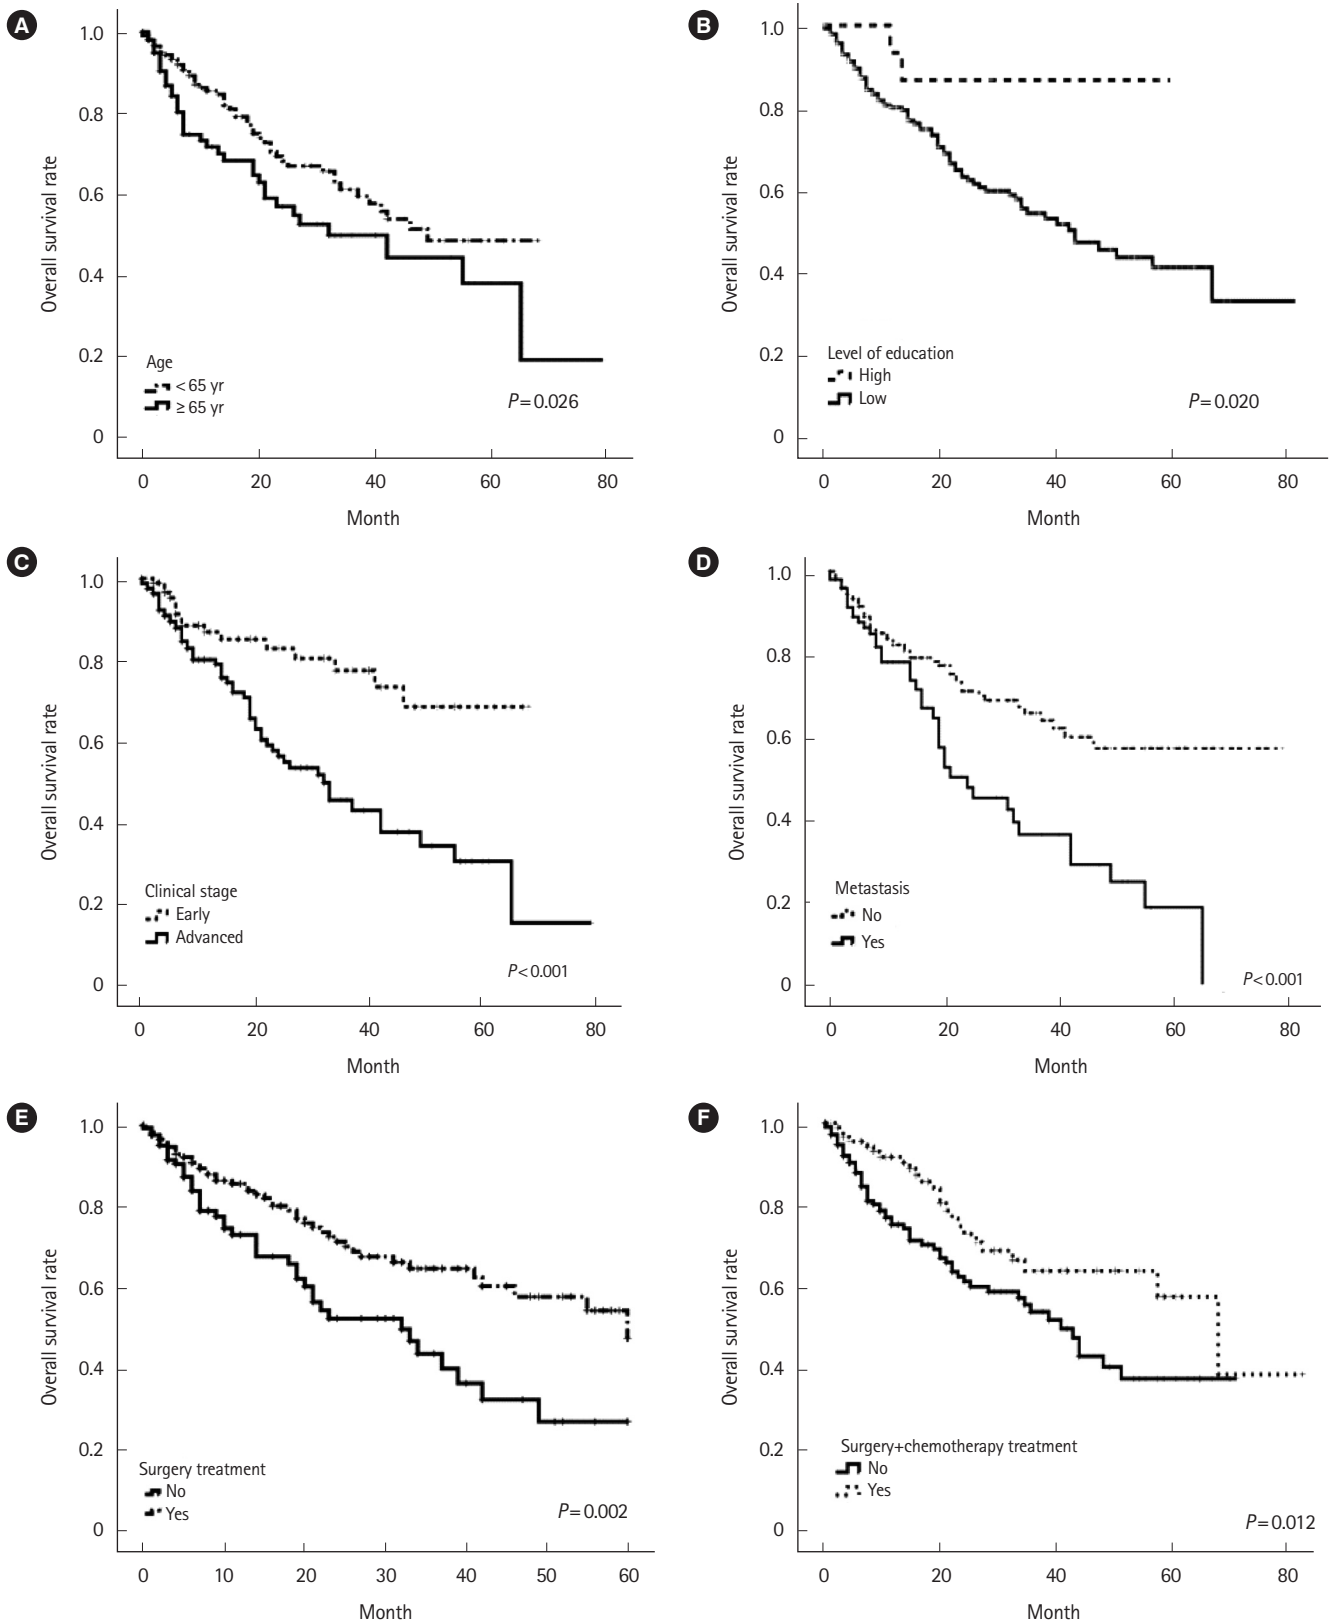 A
1.0
0.8
0.6
0.4
0.2
0
Overall survival rate
Age
< 65 yr
≥ 65 yr
P=0.026
0 20 40 60 80
Month
B
1.0
0.8
0.6
0.4
0.2
0
Overall survival rate
Level of education
High
Low
P=0.020
0 20 40 60 80
Month
C
1.0
0.8
0.6
0.4
0.2
0
Overall survival rate
Clinical stage
Early
Advanced
P<0.001
0 20 40 60 80
Month
D
1.0
0.8
0.6
0.4
0.2
0
Overall survival rate
Metastasis
No
Yes
P<0.001
0 20 40 60 80
Month
E
1.0
0.8
0.6
0.4
0.2
0
Overall survival rate
Surgery treatment
No
Yes
P=0.002
0 10 20 30 40 50 60
Month
F
1.0
0.8
0.6
0.4
0.2
0
Overall survival rate
Surgery+chemotherapy treatment
No
Yes
P=0.012
0 20 40 60 80
Month